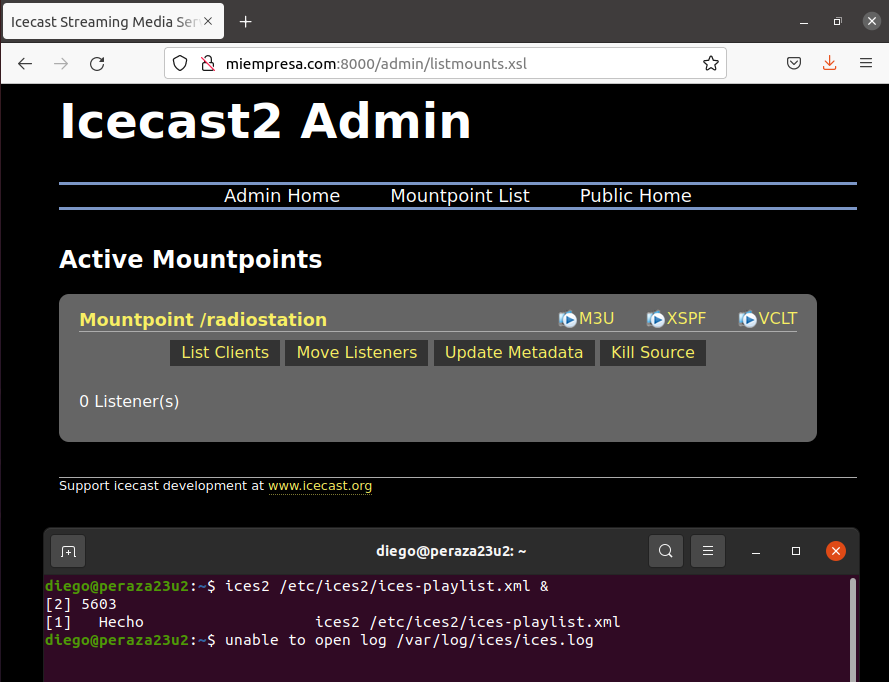 Icecast Streaming Media Ser
miempresa.com:8000/admin/listmounts.xsl
Icecast2 Admin
Admin Home Mountpoint List Public Home
Active Mountpoints
Mountpoint /radiostation M3U XSPF VCLT
List Clients Move Listeners Update Metadata Kill Source
0 Listener(s)
Support icecast development at www.icecast.org
diego@peraza23u2: ~
diego@peraza23u2:~$ ices2 /etc/ices2/ices-playlist.xml &
[2] 5603
[1]   Hecho                   ices2 /etc/ices2/ices-playlist.xml
diego@peraza23u2:~$ unable to open log /var/log/ices/ices.log